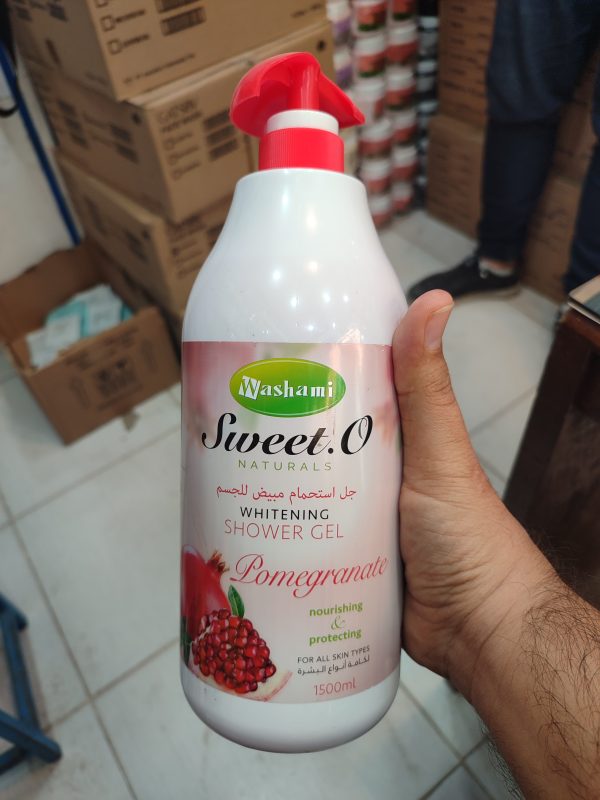 Washami
Sweet.O
NATURALS
جل استحمام مبيض للجسم
WHITENING
SHOWER GEL
Pomegranate
nourishing
&
protecting
FOR ALL SKIN TYPES
لكافة أنواع البشرة
1500ml